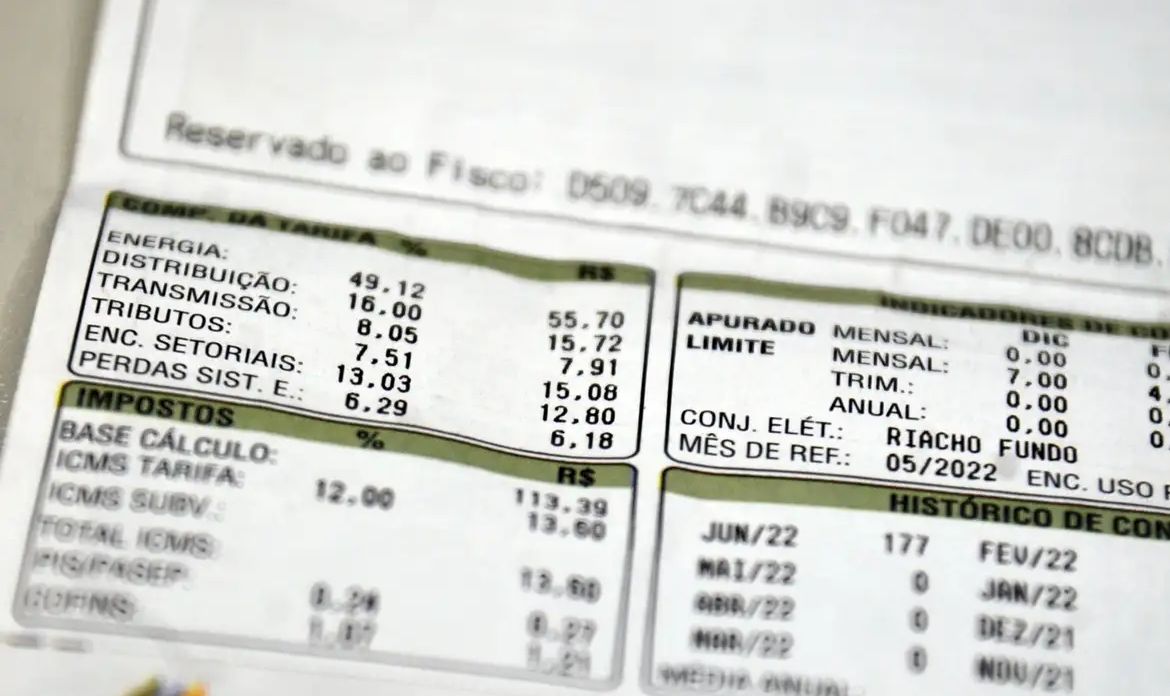 Reservado ao Fisco: D509.7C44.B9C9.F047.DE00.8CDB.
COMP. DA TARIFA % R$
ENERGIA: 49,12 55,70
DISTRIBUIÇÃO: 16,00 15,72
TRANSMISSÃO: 8,05 7,91
TRIBUTOS: 7,51 15,08
ENC. SETORIAIS: 13,03 12,80
PERDAS SIST. E.: 6,29 6,18
IMPOSTOS % R$
BASE CÁLCULO: 113,39
ICMS TARIFA: 12,00 13,60
ICMS SUBV.:
TOTAL ICMS: 13,60
PIS/PASEP:
COFINS
INDICADORES DE
DIC
APURADO MENSAL: 0.00
LIMITE MENSAL: 7.00
TRIM.: 0.00
ANUAL: 0.00
CONJ. ELÉT.: RIACHO FUNDO
MÊS DE REF.: 05/2022 ENC. USO
HISTÓRICO DE
JUN/22 177 FEV/22
MAI/22 0 JAN/22
ABR/22 0 DEZ/21
MAR/22 0 NOV/21
MÉDIA ANUAL